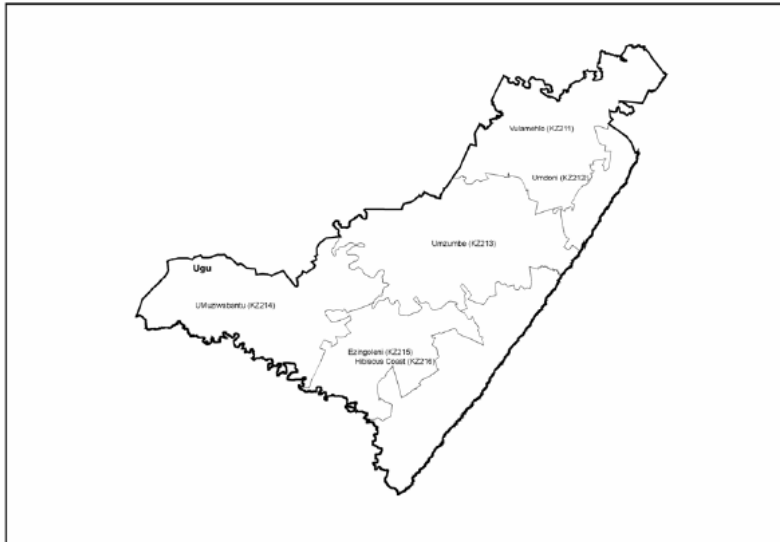 Vulamehlo (KZ211)
Umdoni (KZ212)
Umzumbe (KZ213)
Ugu
UMuziwabantu (KZ214)
Ezingoleni (KZ215)
Hibiscus Coast (KZ216)